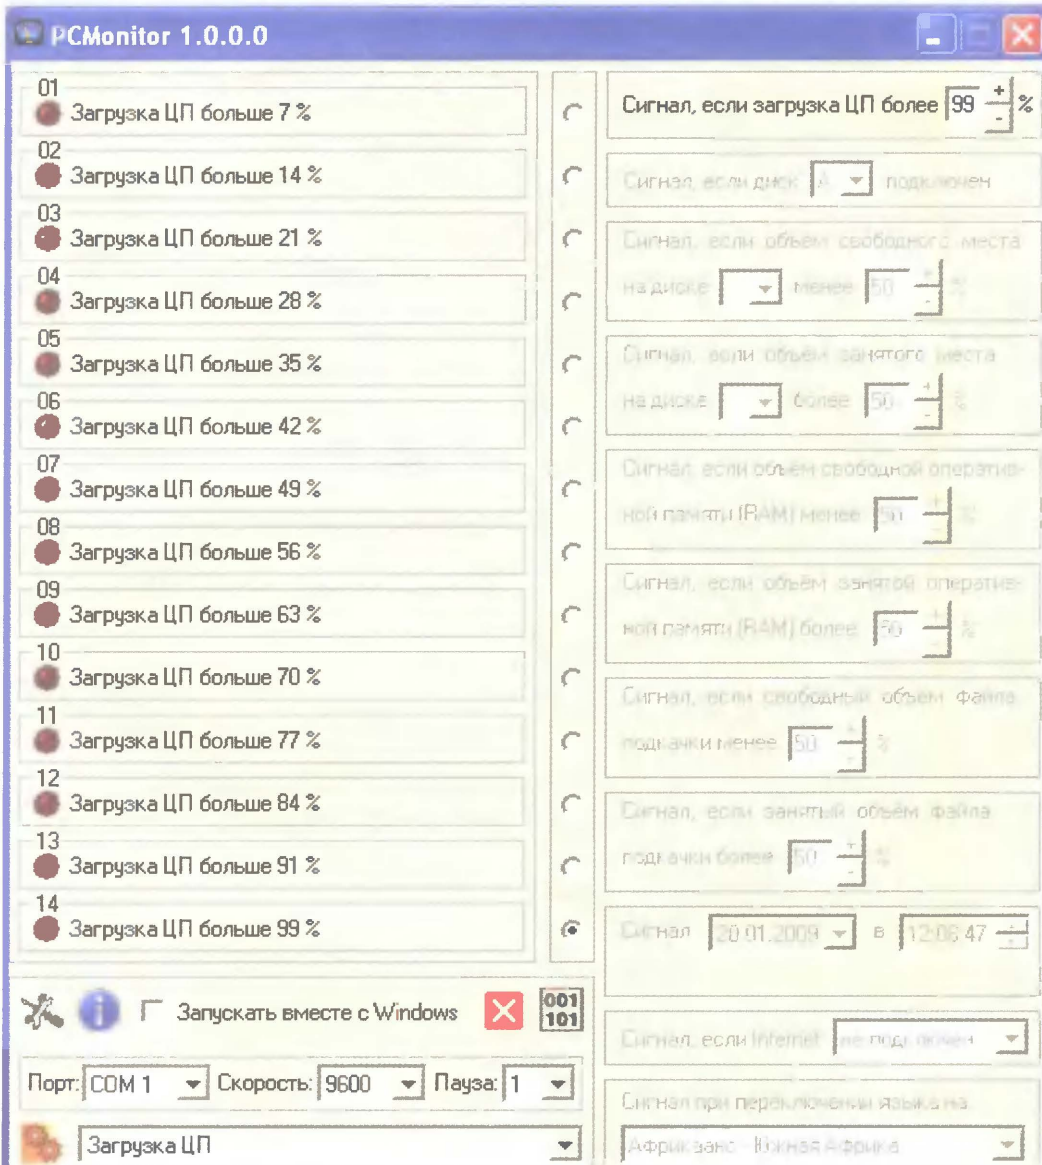 PCMonitor 1.0.0.0
01
Загрузка ЦП больше 7 %
02
Загрузка ЦП больше 14 %
03
Загрузка ЦП больше 21 %
04
Загрузка ЦП больше 28 %
05
Загрузка ЦП больше 35 %
06
Загрузка ЦП больше 42 %
07
Загрузка ЦП больше 49 %
08
Загрузка ЦП больше 56 %
09
Загрузка ЦП больше 63 %
10
Загрузка ЦП больше 70 %
11
Загрузка ЦП больше 77 %
12
Загрузка ЦП больше 84 %
13
Загрузка ЦП больше 91 %
14
Загрузка ЦП больше 99 %
Запускать вместе с Windows
001
101
Порт: COM 1 Скорость: 9600 Пауза: 1
Загрузка ЦП
Сигнал, если загрузка ЦП более 99 + - %
Сигнал, если диск A подключен
Сигнал, если объем свободного места
на диске менее 50 + - %
Сигнал, если объём занятого места
на диске более 50 + - %
Сигнал, если объём свободной оператив-
ной памяти (RAM) менее 50 + - %
Сигнал, если объём занятой оператив-
ной памяти (RAM) более 50 + - %
Сигнал, если свободный объем файла
подкачки менее 50 + - %
Сигнал, если занятый объём файла
подкачки более 50 + - %
Сигнал 20.01.2009 в 12:06:47
Сигнал, если Internet не подключен
Сигнал при переключении языка на
Африкаанс - Южная Африка